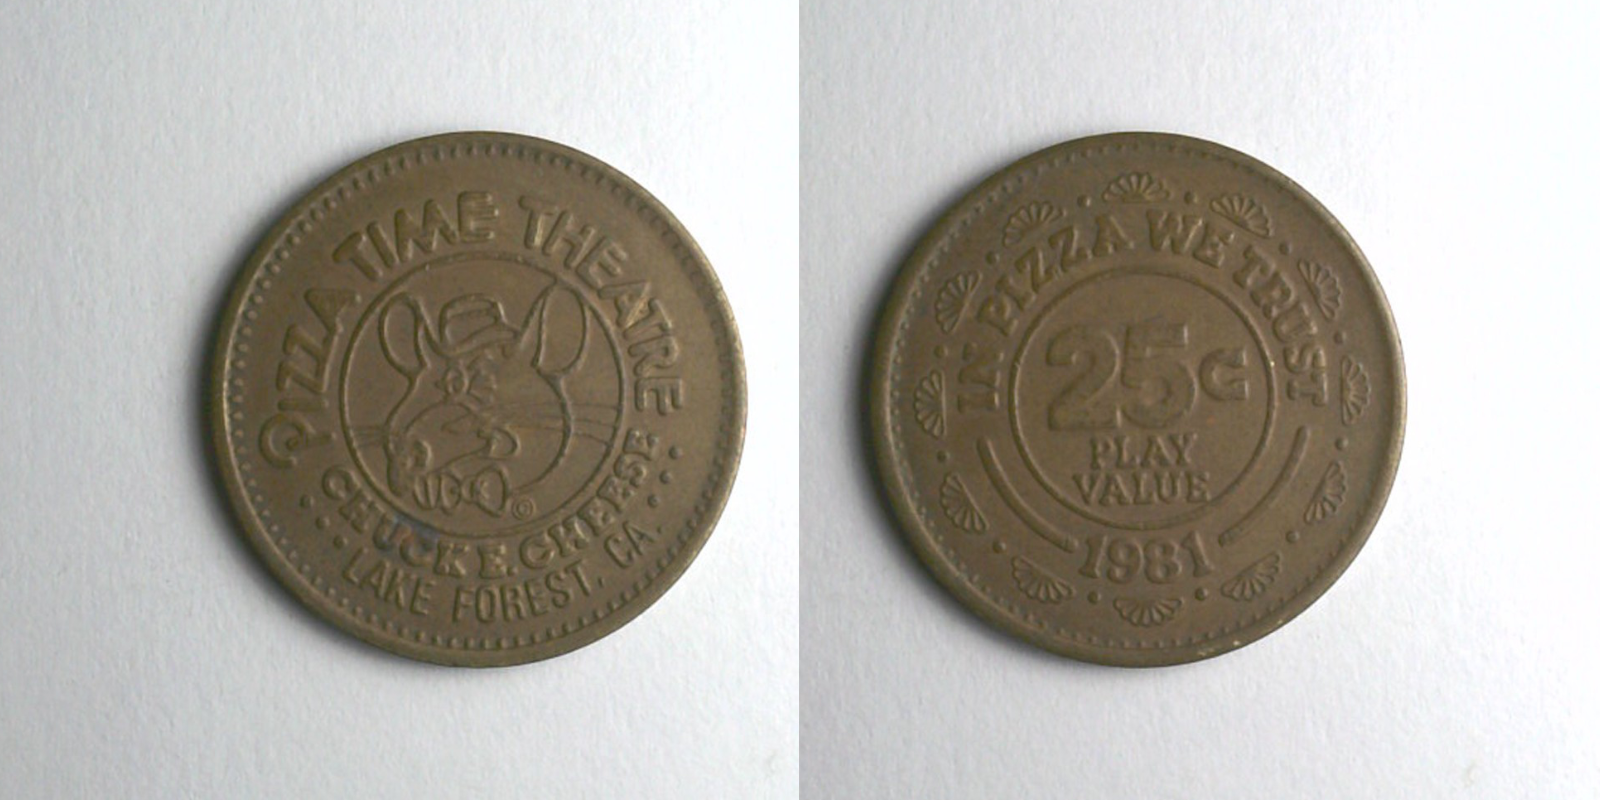 PIZZA TIME THEATRE
©
CHUCK E. CHEESE
LAKE FOREST, CA.
IN PIZZA WE TRUST
25¢
PLAY
VALUE
1981